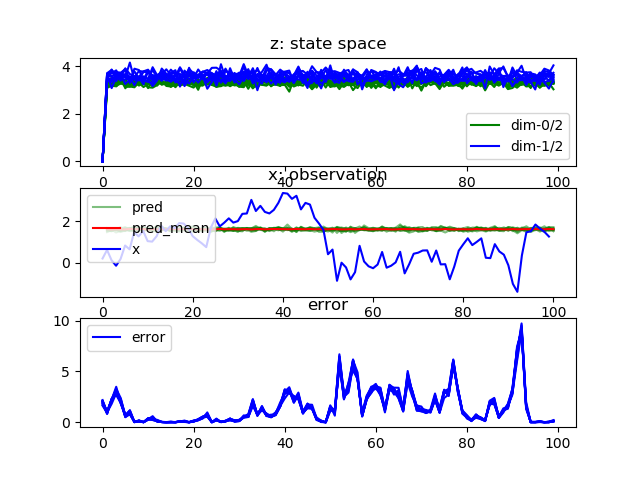 z: state space
4
2
0
dim-0/2
dim-1/2
0 20 40 60 80 100
x: observation
2
0
pred
pred_mean
x
0 20 40 60 80 100
error
10
5
0
error
0 20 40 60 80 100